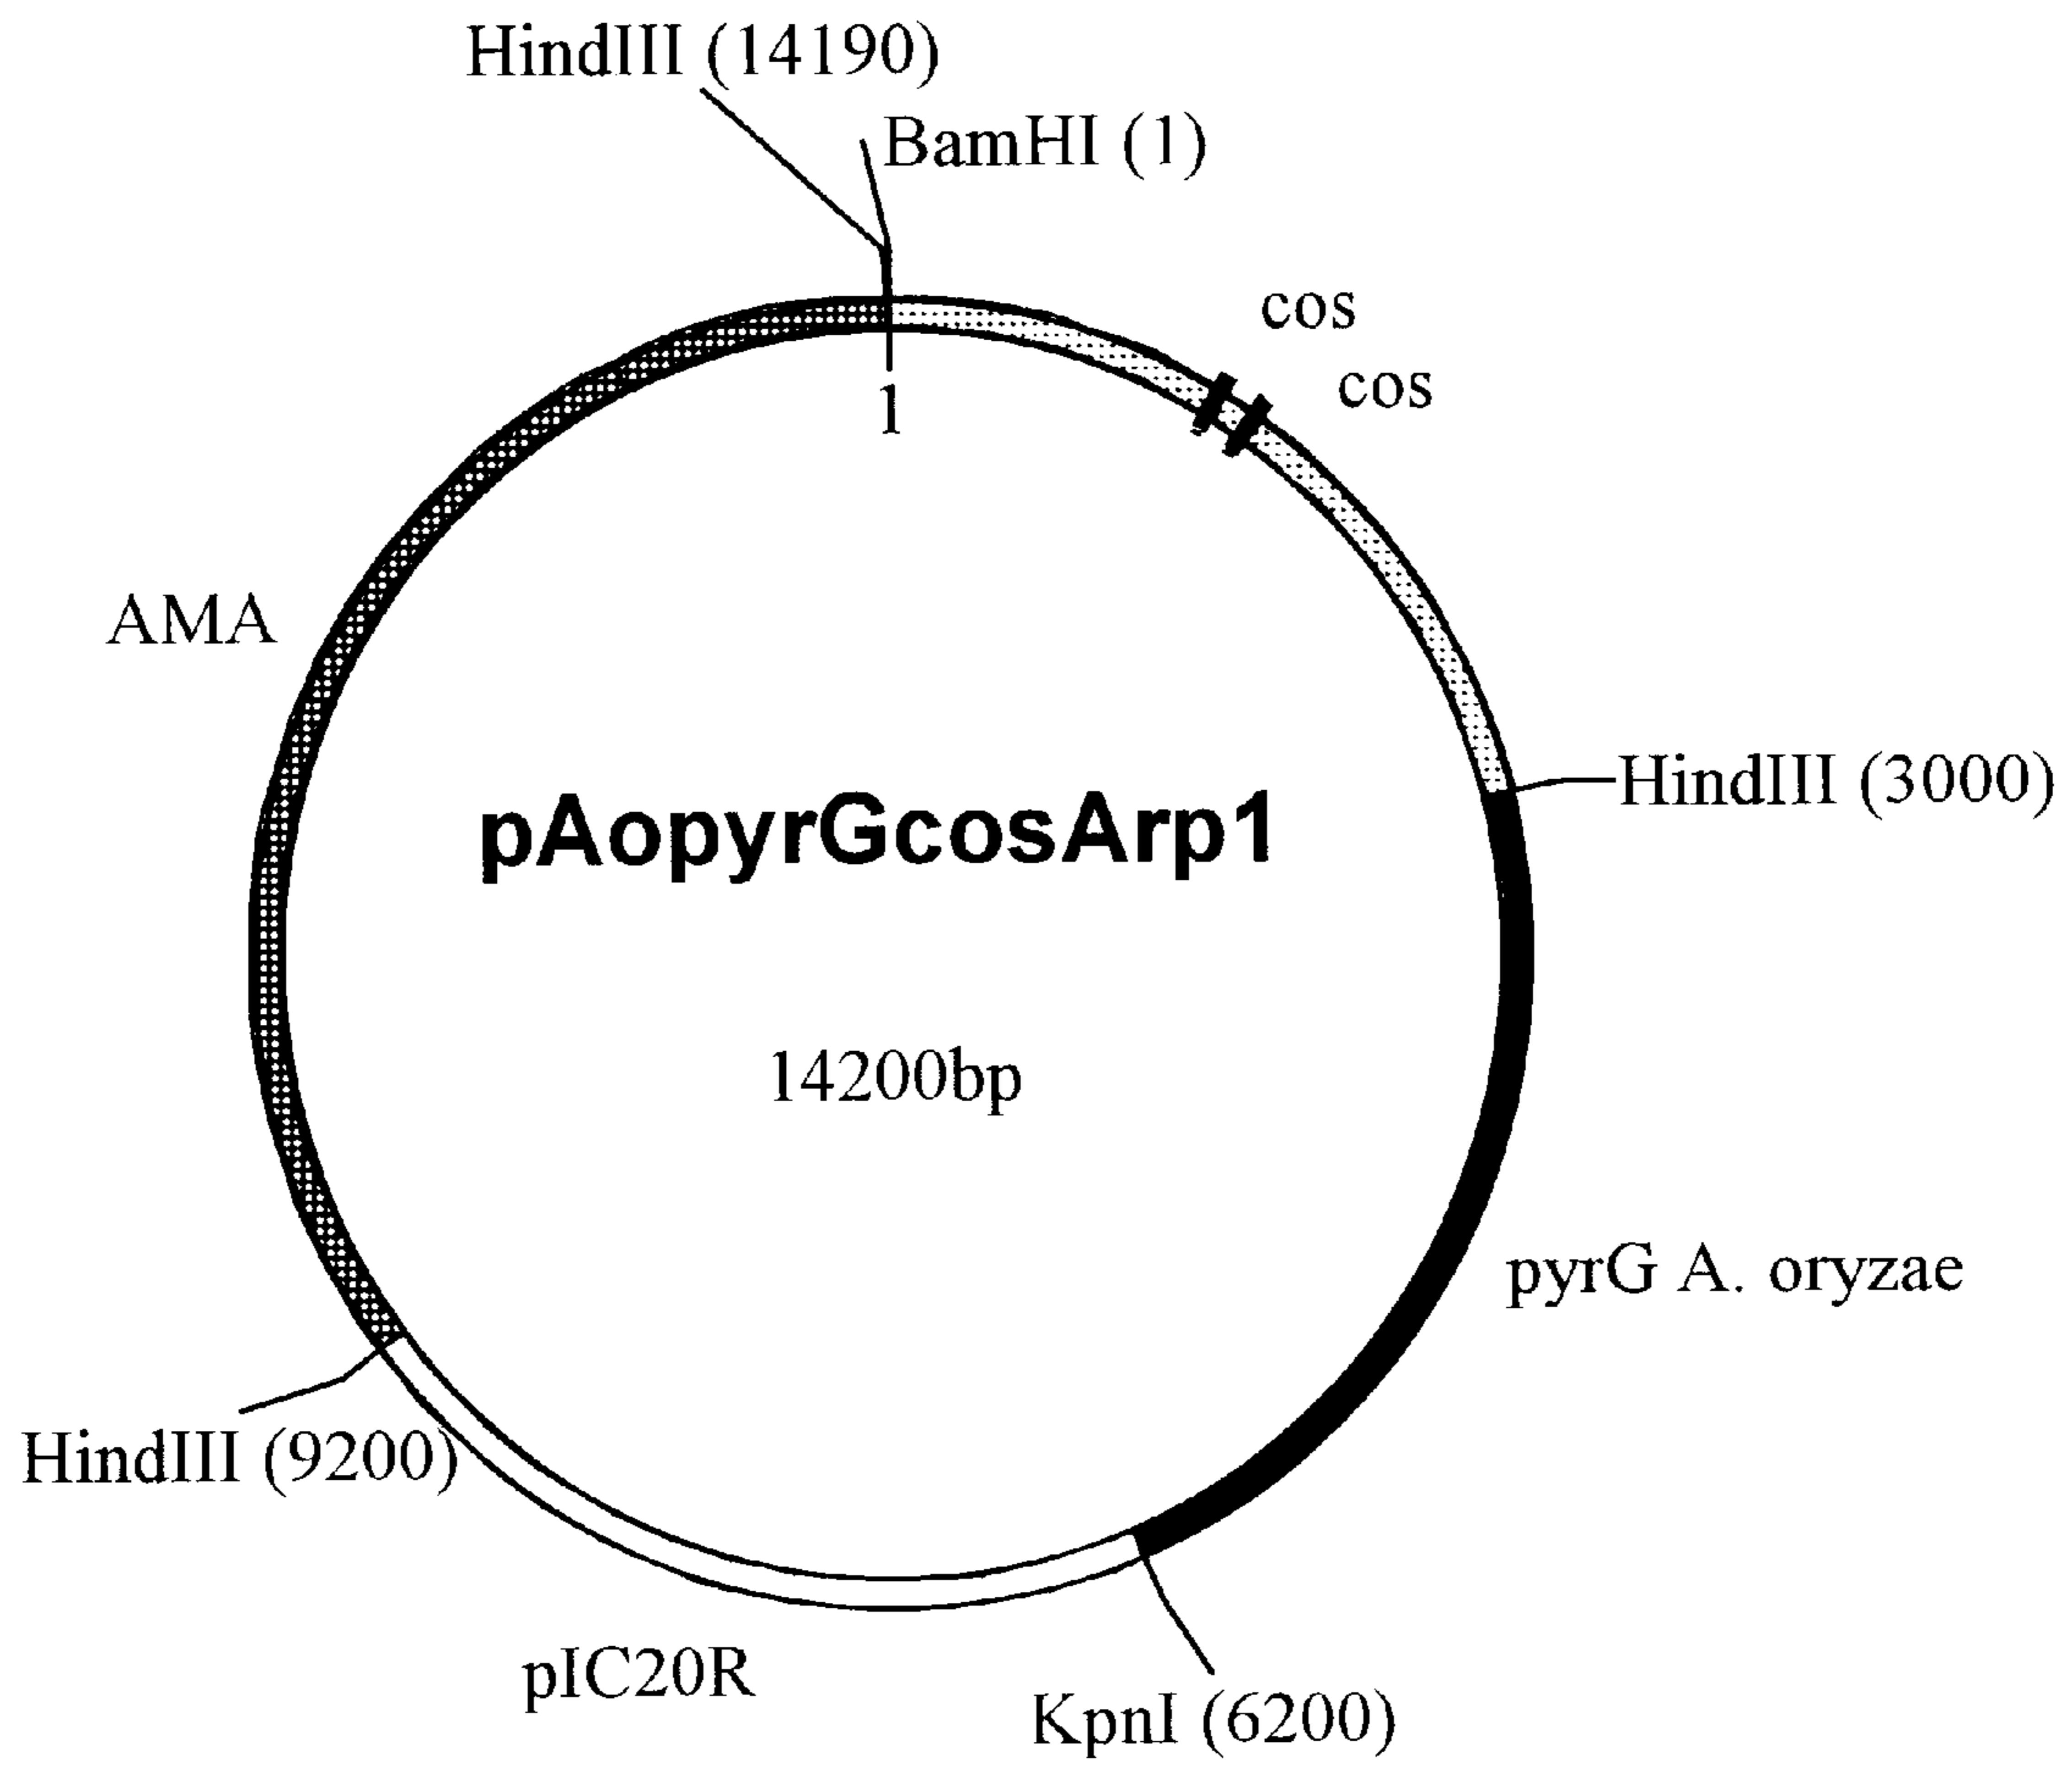 HindIII (14190)
BamHI (1)
cos
cos
1
AMA
HindIII (3000)
pAopyrGcosArp1
14200bp
pyrG A. oryzae
HindIII (9200)
pIC20R
KpnI (6200)